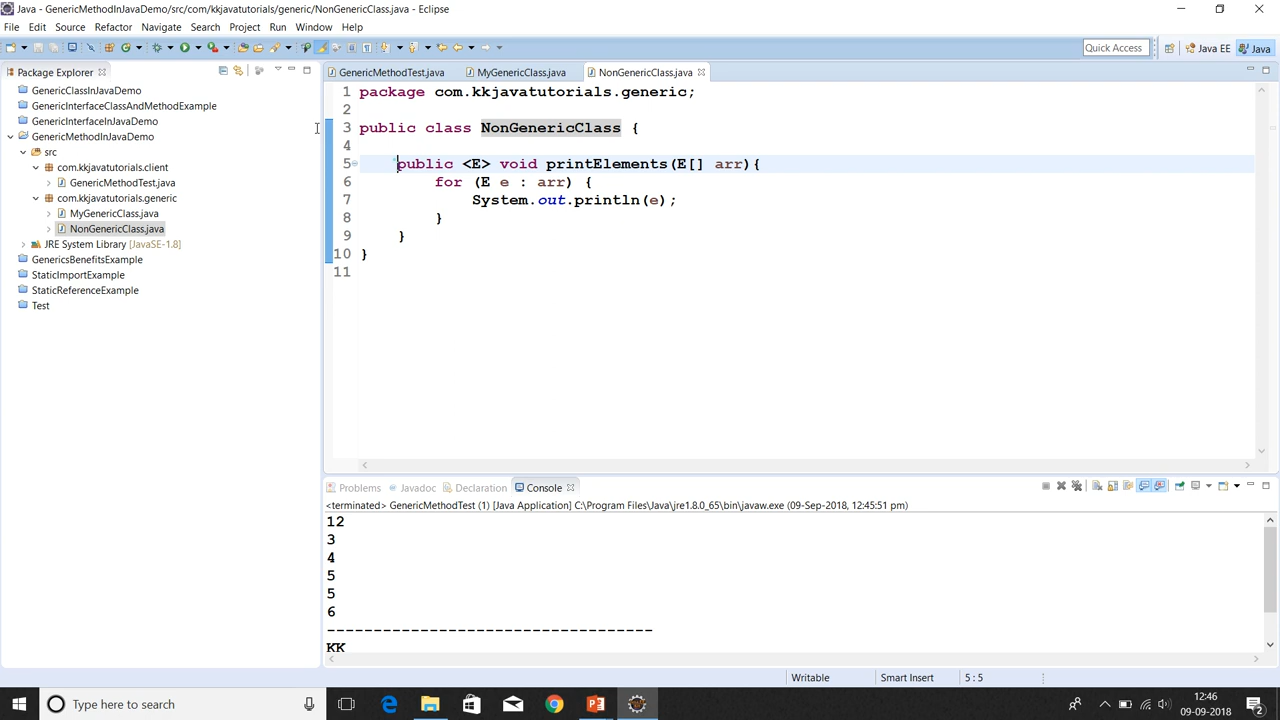 Java - GenericMethodInJavaDemo/src/com/kkjavatutorials/generic/NonGenericClass.java - Eclipse
File Edit Source Refactor Navigate Search Project Run Window Help
Quick Access Java EE Java
Package Explorer
GenericClassInJavaDemo
GenericInterfaceClassAndMethodExample
GenericInterfaceInJavaDemo
GenericMethodInJavaDemo
src
com.kkjavatutorials.client
GenericMethodTest.java
com.kkjavatutorials.generic
MyGenericClass.java
NonGenericClass.java
JRE System Library [JavaSE-1.8]
GenericsBenefitsExample
StaticImportExample
StaticReferenceExample
Test
GenericMethodTest.java MyGenericClass.java NonGenericClass.java
1 package com.kkjavatutorials.generic;
2
3 public class NonGenericClass {
4
5 public <E> void printElements(E[] arr){
6 for (E e : arr) {
7 System.out.println(e);
8 }
9 }
10 }
11
Problems Javadoc Declaration Console
<terminated> GenericMethodTest (1) [Java Application] C:\Program Files\Java\jre1.8.0_65\bin\javaw.exe (09-Sep-2018, 12:45:51 PM)
12
3
4
5
5
6
-----------------------------------
KK
Writable Smart Insert 5 : 5
Type here to search
12:46
09-09-2018
2